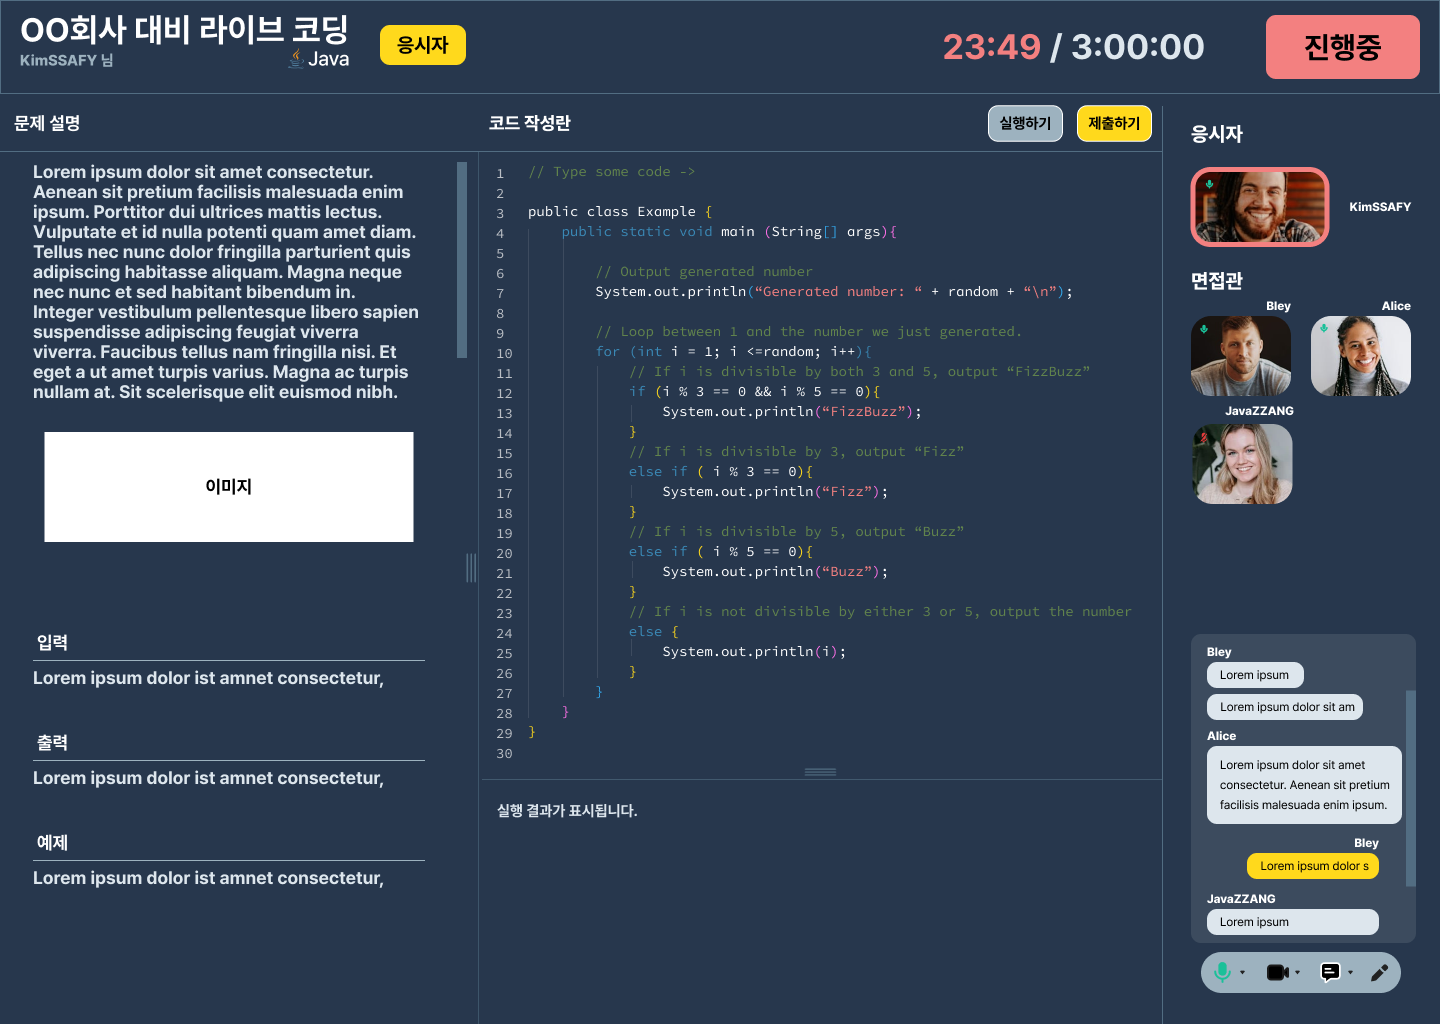 OO회사 대비 라이브 코딩
KimSSAFY 님
Java
응시자
23:49 / 3:00:00
진행중
문제 설명
Lorem ipsum dolor sit amet consectetur.
Aenean sit pretium facilisis malesuada enim
ipsum. Porttitor dui ultrices mattis lectus.
Vulputate et id nulla potenti quam amet diam.
Tellus nec nunc dolor fringilla parturient quis
adipiscing habitasse aliquam. Magna neque
nec nunc et sed habitant bibendum in.
Integer vestibulum pellentesque libero sapien
suspendisse adipiscing feugiat viverra
viverra. Faucibus tellus nam fringilla nisi. Et
eget a ut amet turpis varius. Magna ac turpis
nullam at. Sit scelerisque elit euismod nibh.
이미지
입력
Lorem ipsum dolor ist amnet consectetur,
출력
Lorem ipsum dolor ist amnet consectetur,
예제
Lorem ipsum dolor ist amnet consectetur,
코드 작성란
실행하기
제출하기
1 // Type some code ->
2
3 public class Example {
4 public static void main (String[] args){
5
6 // Output generated number
7 System.out.println(“Generated number: “ + random + “\n”);
8
9 // Loop between 1 and the number we just generated.
10 for (int i = 1; i <=random; i++){
11 // If i is divisible by both 3 and 5, output “FizzBuzz”
12 if (i % 3 == 0 && i % 5 == 0){
13 System.out.println(“FizzBuzz”);
14 }
15 // If i is divisible by 3, output “Fizz”
16 else if ( i % 3 == 0){
17 System.out.println(“Fizz”);
18 }
19 // If i is divisible by 5, output “Buzz”
20 else if ( i % 5 == 0){
21 System.out.println(“Buzz”);
22 }
23 // If i is not divisible by either 3 or 5, output the number
24 else {
25 System.out.println(i);
26 }
27 }
28 }
29 }
30
실행 결과가 표시됩니다.
응시자
KimSSAFY
면접관
Bley
Alice
JavaZZANG
Bley
Lorem ipsum
Lorem ipsum dolor sit am
Alice
Lorem ipsum dolor sit amet
consectetur. Aenean sit pretium
facilisis malesuada enim ipsum.
Bley
Lorem ipsum dolor s
JavaZZANG
Lorem ipsum